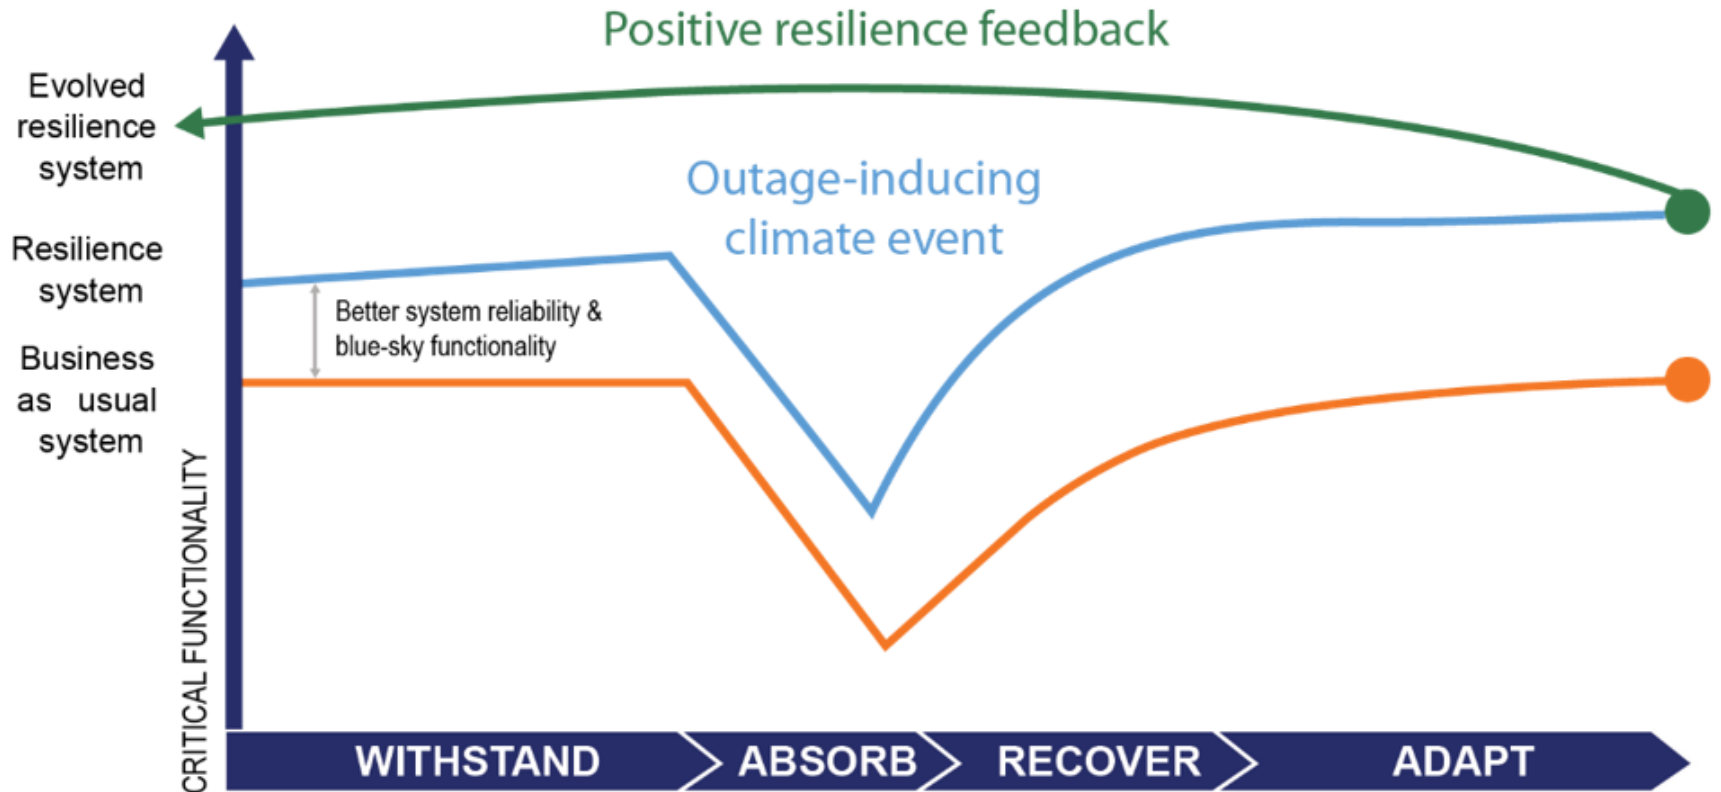 Positive resilience feedback
Evolved
resilience
system
Outage-inducing
climate event
Resilience
system
Better system reliability &
blue-sky functionality
Business
as usual
system
CRITICAL FUNCTIONALITY
WITHSTAND
ABSORB
RECOVER
ADAPT